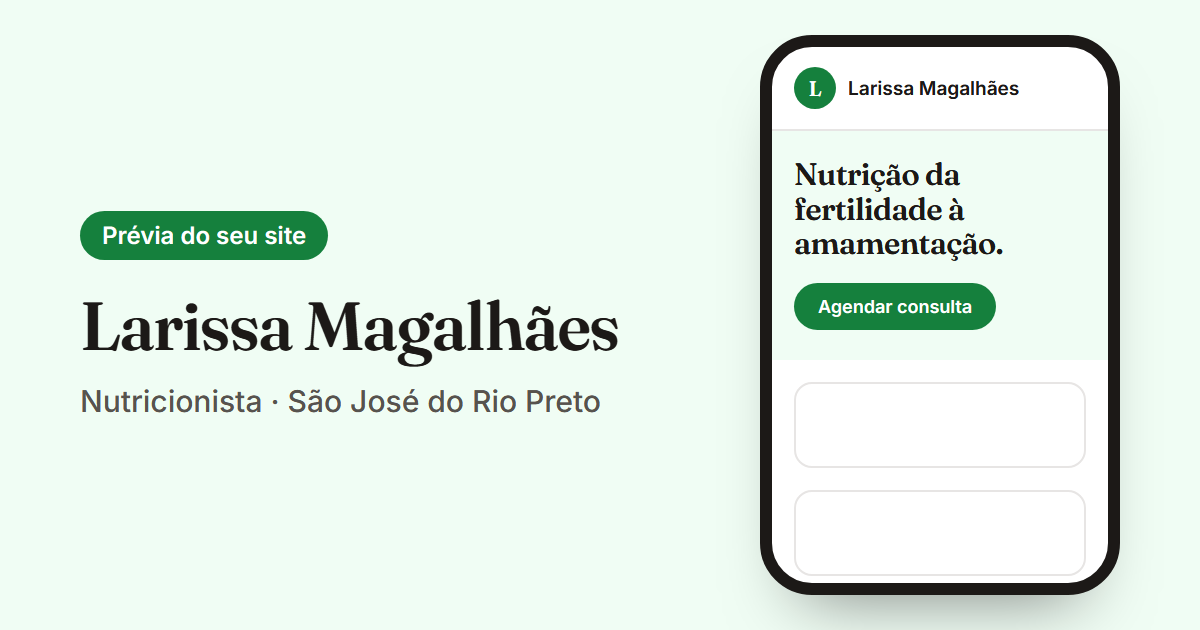 Prévia do seu site
Larissa Magalhães
Nutricionista · São José do Rio Preto
L
Larissa Magalhães
Nutrição da
fertilidade à
amamentação.
Agendar consulta